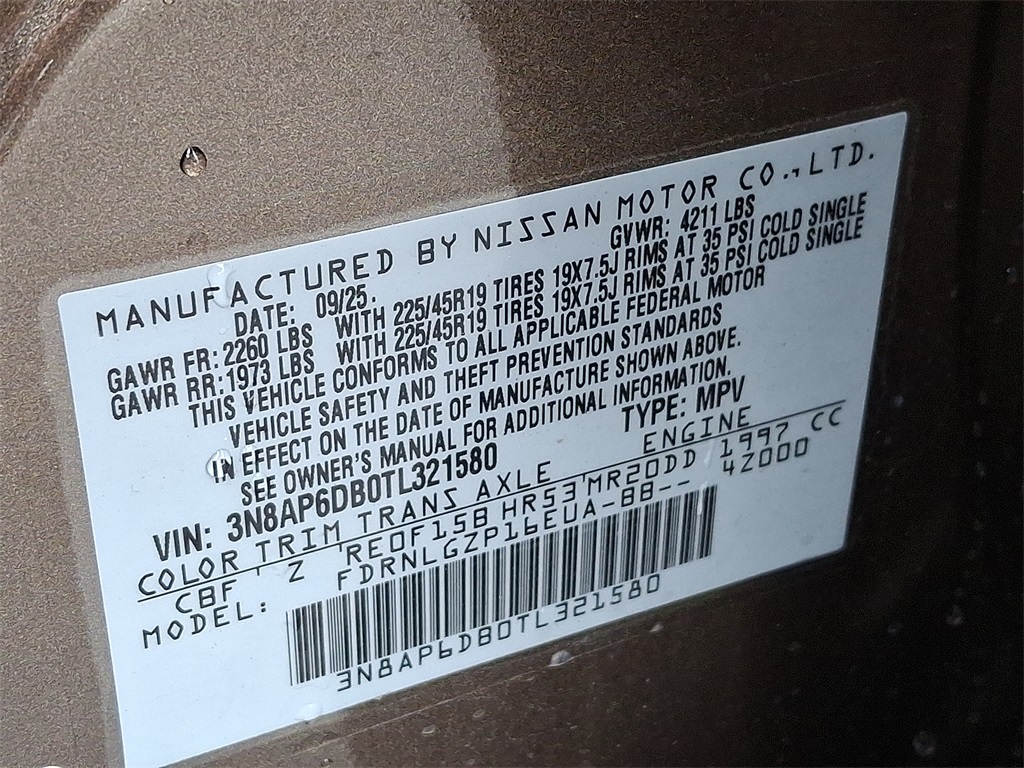 MANUFACTURED BY NISSAN MOTOR CO., LTD.
DATE: 09/25. GVWR: 4211 LBS
GAWR FR: 2260 LBS WITH 225/45R19 TIRES 19X7.5J RIMS AT 35 PSI COLD SINGLE
GAWR RR: 1973 LBS WITH 225/45R19 TIRES 19X7.5J RIMS AT 35 PSI COLD SINGLE
THIS VEHICLE CONFORMS TO ALL APPLICABLE FEDERAL MOTOR
VEHICLE SAFETY AND THEFT PREVENTION STANDARDS
IN EFFECT ON THE DATE OF MANUFACTURE SHOWN ABOVE.
SEE OWNER'S MANUAL FOR ADDITIONAL INFORMATION.
VIN: 3N8AP6DB0TL321580 TYPE: MPV
COLOR TRIM TRANS AXLE ENGINE
CBF Z RE0F15B HR53 MR20DD 1997 CC
MODEL: FDRNLGZP16EUA-BB-- 4Z000
3N8AP6DB0TL321580